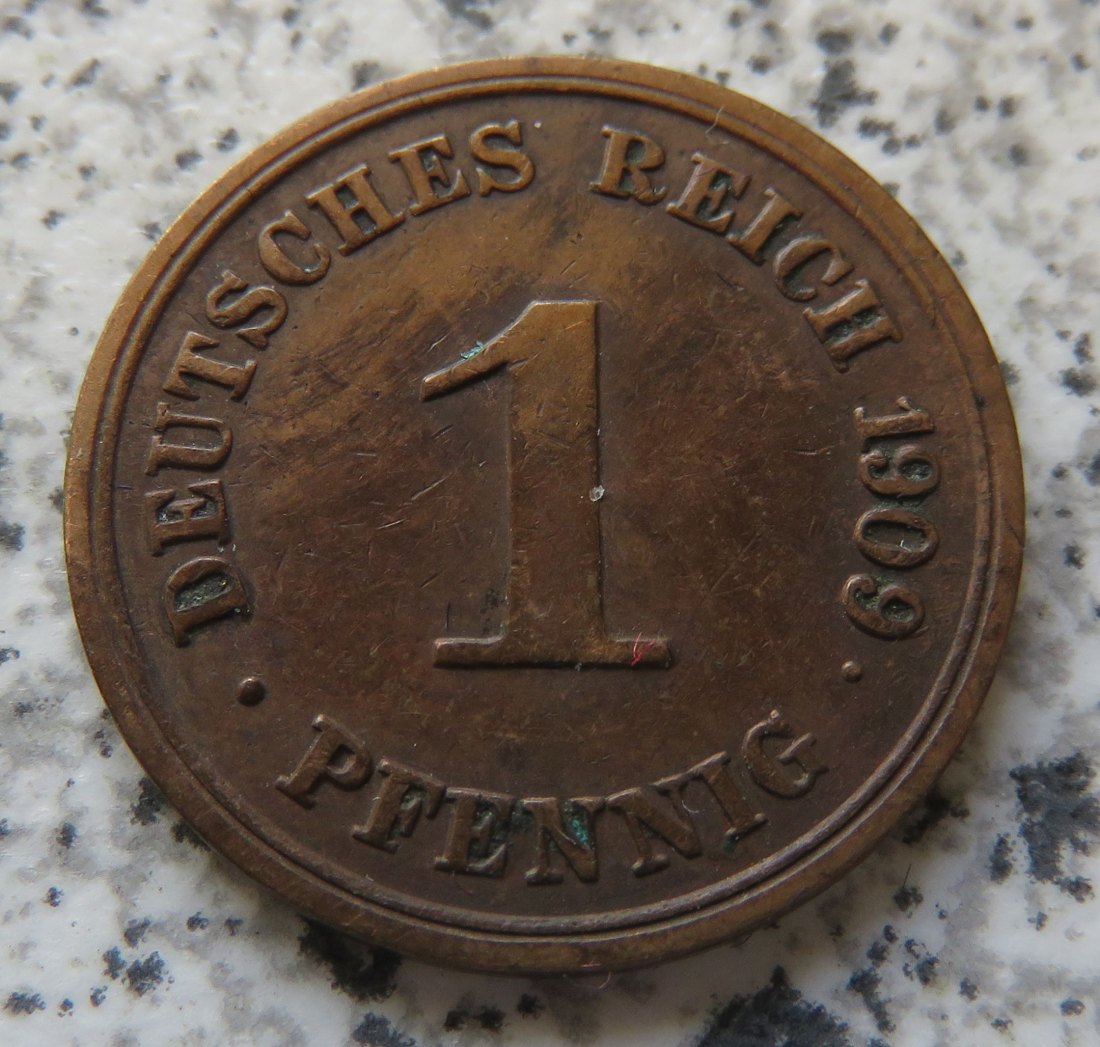 DEUTSCHES REICH 1909
1
· PFENNIG ·